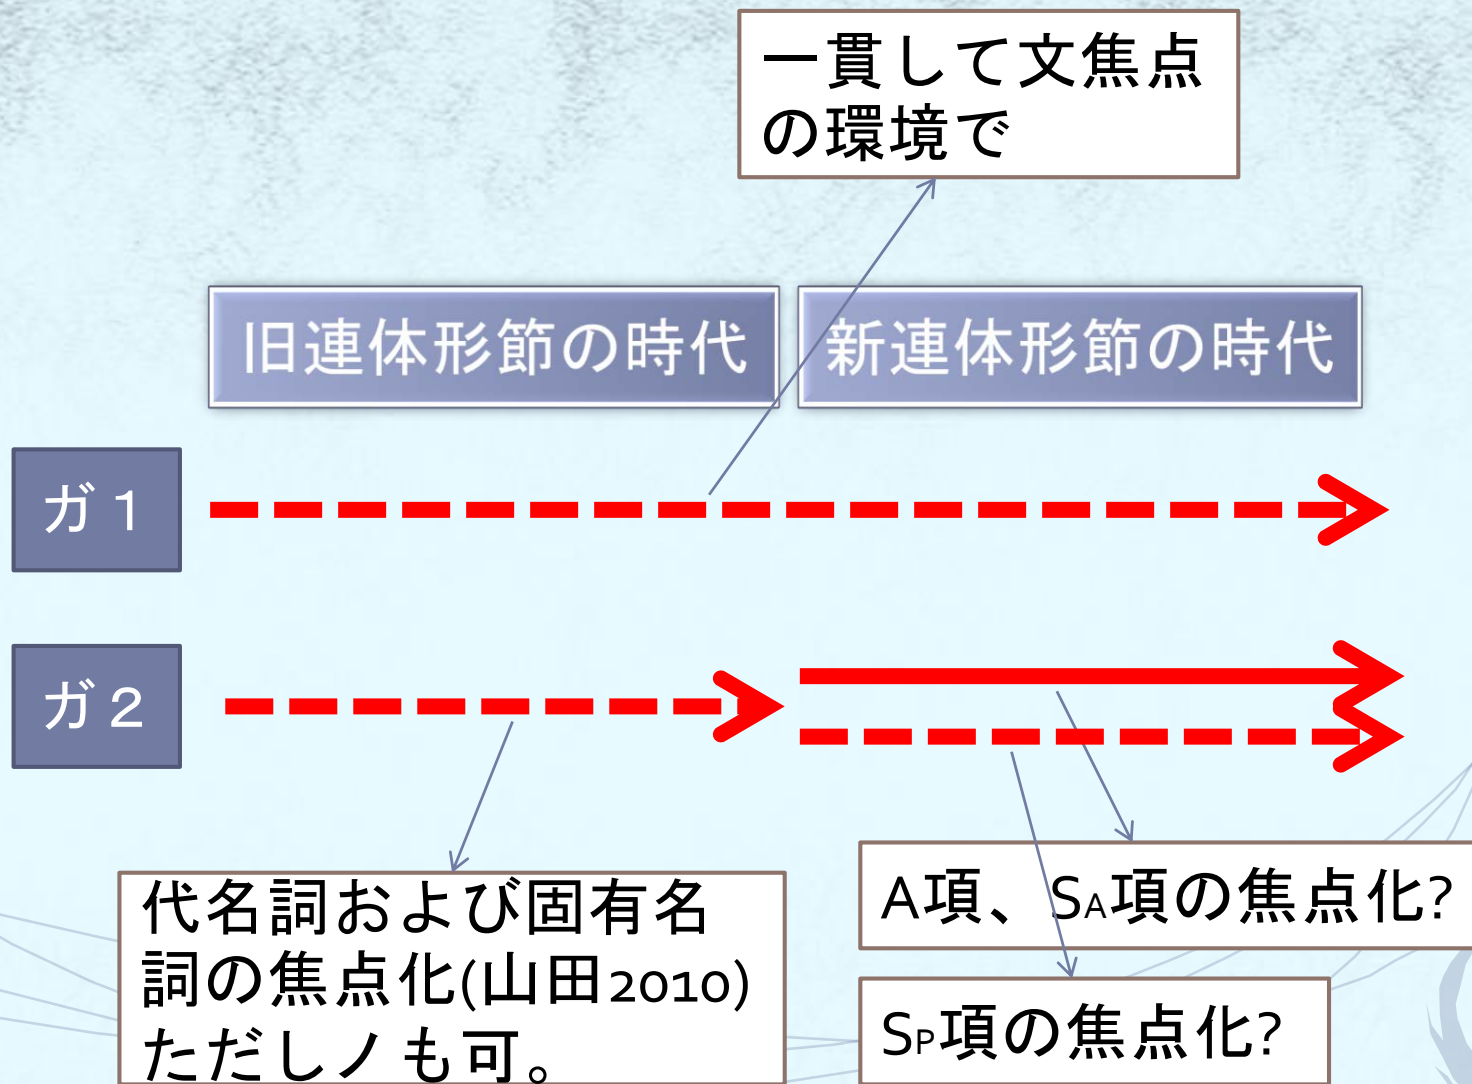 一貫して文焦点
の環境で
旧連体形節の時代
新連体形節の時代
ガ１
ガ２
代名詞および固有名
詞の焦点化(山田2010)
ただしノも可。
A項、SA項の焦点化?
SP項の焦点化?